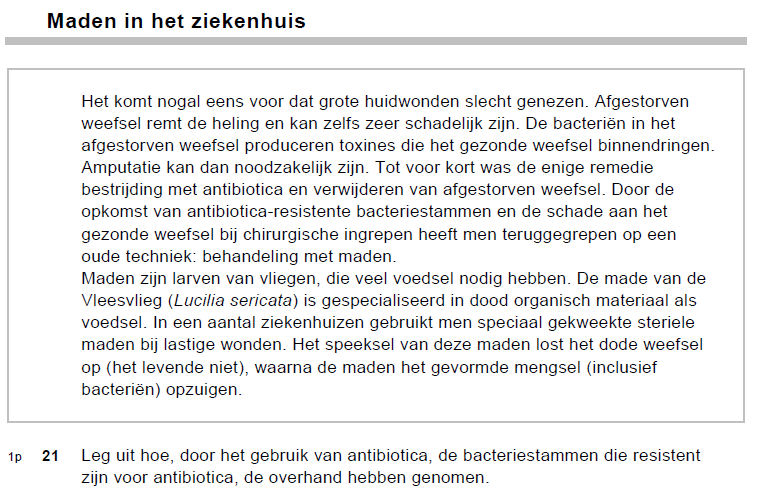 Maden in het ziekenhuis
Het komt nogal eens voor dat grote huidwonden slecht genezen. Afgestorven
weefsel remt de heling en kan zelfs zeer schadelijk zijn. De bacteriën in het
afgestorven weefsel produceren toxines die het gezonde weefsel binnendringen.
Amputatie kan dan noodzakelijk zijn. Tot voor kort was de enige remedie
bestrijding met antibiotica en verwijderen van afgestorven weefsel. Door de
opkomst van antibiotica-resistente bacteriestammen en de schade aan het
gezonde weefsel bij chirurgische ingrepen heeft men teruggegrepen op een
oude techniek: behandeling met maden.
Maden zijn larven van vliegen, die veel voedsel nodig hebben. De made van de
Vleesvlieg (Lucilia sericata) is gespecialiseerd in dood organisch materiaal als
voedsel. In een aantal ziekenhuizen gebruikt men speciaal gekweekte steriele
maden bij lastige wonden. Het speeksel van deze maden lost het dode weefsel
op (het levende niet), waarna de maden het gevormde mengsel (inclusief
bacteriën) opzuigen.
1p 21 Leg uit hoe, door het gebruik van antibiotica, de bacteriestammen die resistent
zijn voor antibiotica, de overhand hebben genomen.